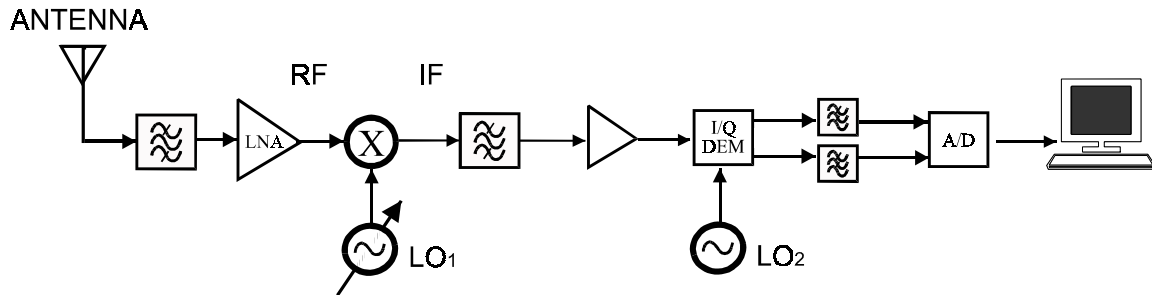 ANTENNA
RF
IF
LNA
X
I/Q
DEM
A/D
LO1
LO2